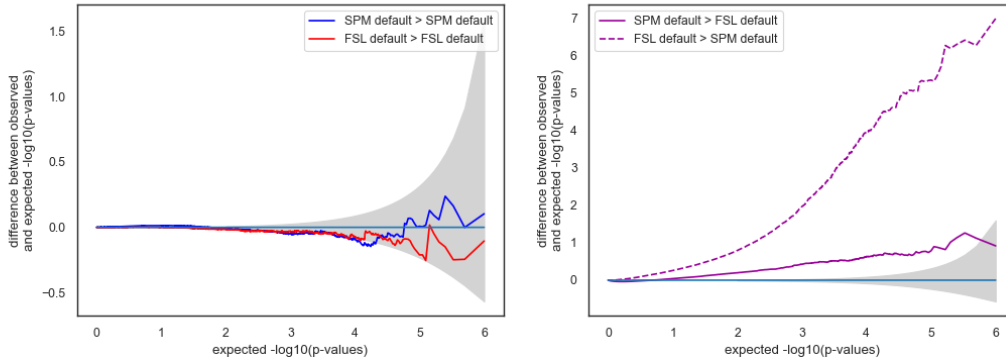 SPM default > SPM default
FSL default > FSL default
1.5
1.0
0.5
0.0
−0.5
0
1
2
3
4
5
6
expected -log10(p-values)
difference between observed
and expected -log10(p-values)
SPM default > FSL default
FSL default > SPM default
7
6
5
4
3
2
1
0
0
1
2
3
4
5
6
expected -log10(p-values)
difference between observed
and expected -log10(p-values)